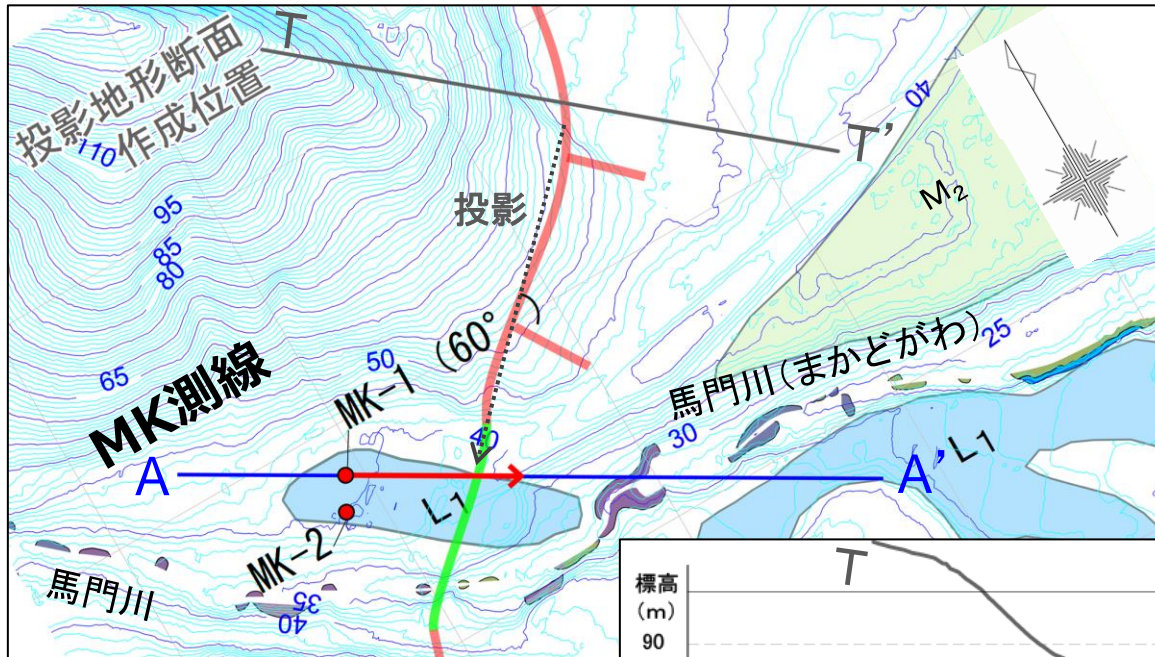 T
投影地形断面
作成位置
110
40
T'
M2
95
投影
85
80
50
25
65
MK測線
MK-1 (60° )
馬門川(まかどがわ)
40
30
A
A'
L1
L1
MK-2
馬門川
35
40
T
標高
(m)
90